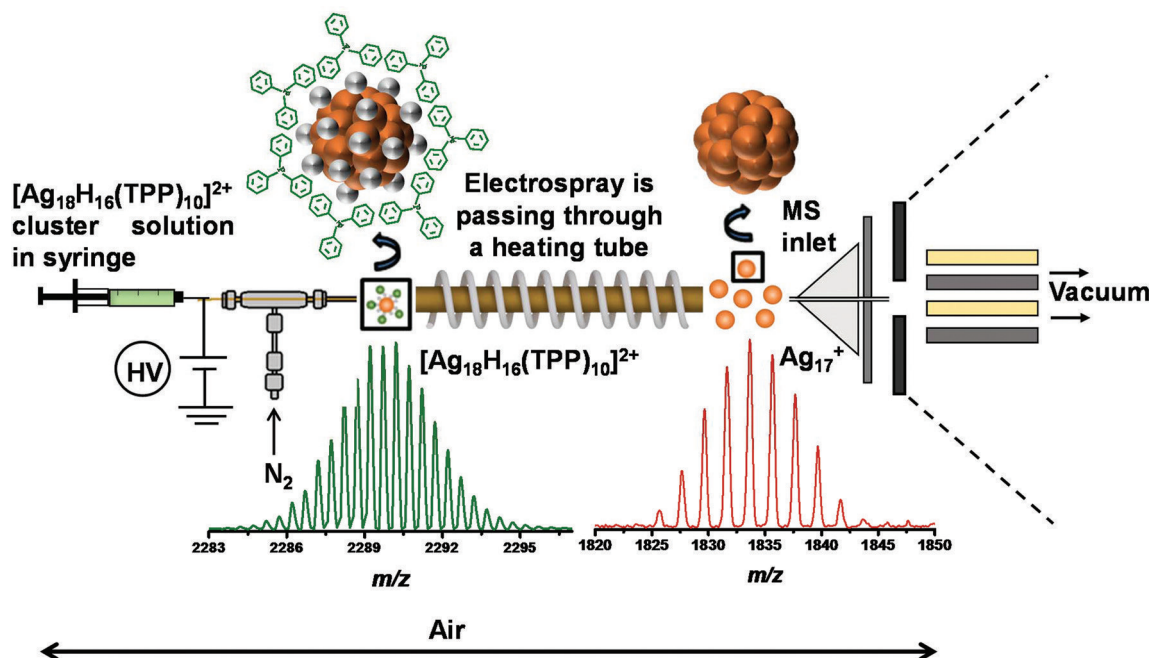 [Ag18H16(TPP)10]2+
cluster solution
in syringe
Electrospray is
passing through
a heating tube
MS
inlet
Vacuum
HV
N2
[Ag18H16(TPP)10]2+
Ag17+
2283 2286 2289 2292 2295
m/z
1820 1825 1830 1835 1840 1845 1850
m/z
Air